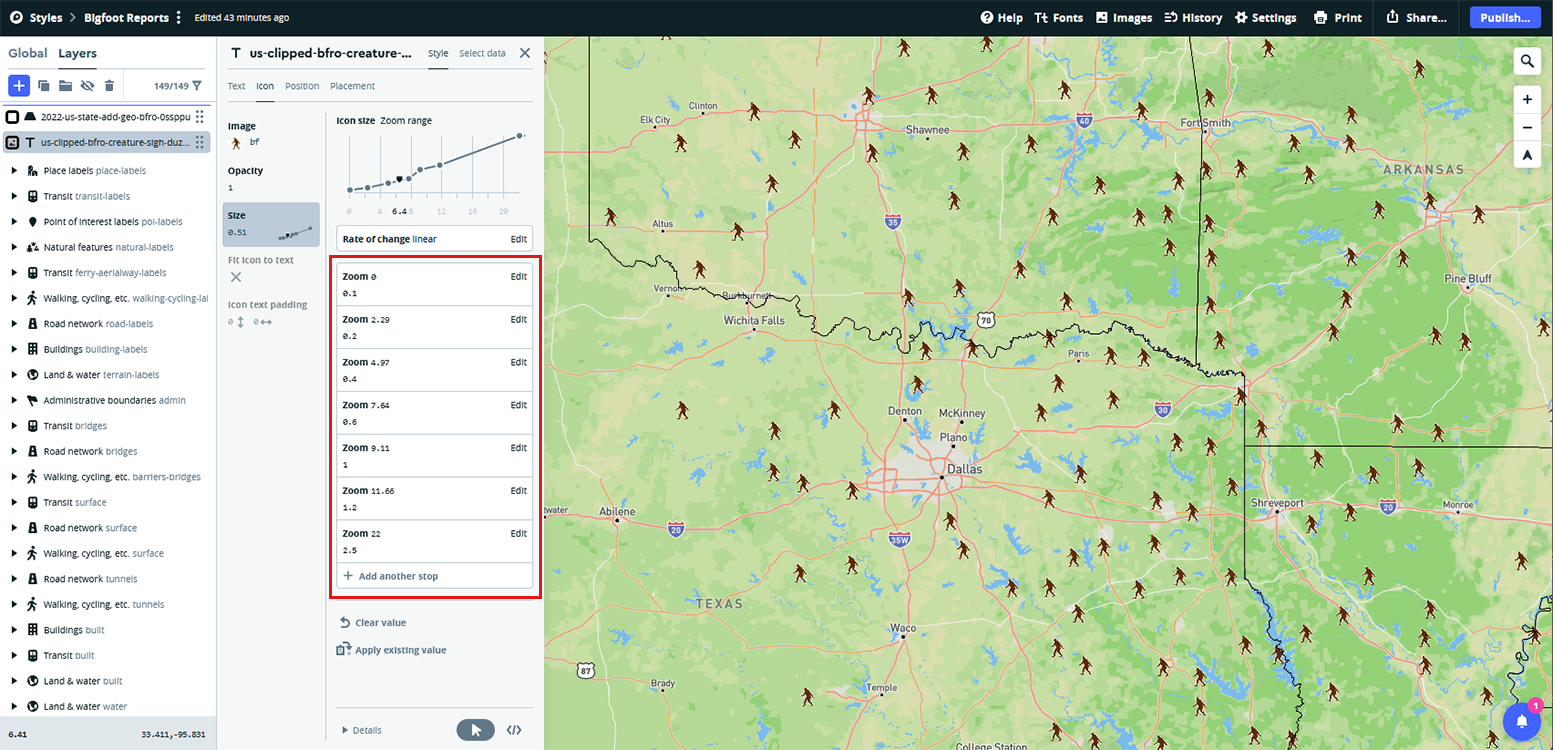 Styles > Bigfoot Reports Edited 43 minutes ago Help Fonts Images History Settings Print Share... Publish...
Global Layers
149/149
2022-us-state-add-geo-bfro-0ssppu
us-clipped-bfro-creature-sigh-duz...
Place labels place-labels
Transit transit-labels
Point of interest labels poi-labels
Natural features natural-labels
Transit ferry-aerialway-labels
Walking, cycling, etc. walking-cycling-lal
Road network road-labels
Buildings building-labels
Land & water terrain-labels
Administrative boundaries admin
Transit bridges
Road network bridges
Walking, cycling, etc. barriers-bridges
Transit surface
Road network surface
Walking, cycling, etc. surface
Road network tunnels
Walking, cycling, etc. tunnels
Buildings built
Transit built
Land & water built
Land & water water
6.41 33.411,-95.831
us-clipped-bfro-creature-... Style Select data
Text Icon Position Placement
Image
bf
Opacity
1
Size
0.51
Fit icon to text
Icon text padding
0 0
Icon size Zoom range
0 4 6.4 8 12 16 20
Rate of change linear Edit
Zoom 0 Edit
0.1
Zoom 2.29 Edit
0.2
Zoom 4.97 Edit
0.4
Zoom 7.64 Edit
0.6
Zoom 9.11 Edit
1
Zoom 11.66 Edit
1.2
Zoom 22 Edit
2.5
+ Add another stop
Clear value
Apply existing value
Details
Clinton
Elk City
40
Fort Smith
Shawnee
ARKANSAS
35
Altus
Pine Bluff
Vernon
Burkburnett
70
Wichita Falls
Paris
30
Denton
McKinney
Plano
Dallas
Shreveport
Monroe
20
twater
Abilene
20
35W
TEXAS
Waco
87
Brady
Temple
College Station
1